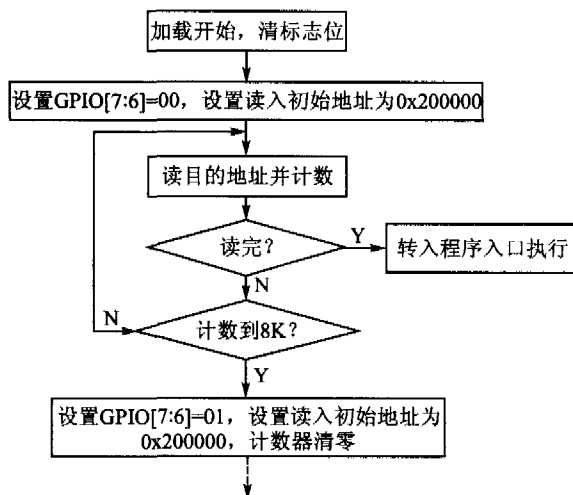 加载开始，清标志位
设置GPIO[7:6]=00，设置读入初始地址为0x200000
读目的地址并计数
读完？
Y
转入程序入口执行
N
N
计数到8K？
Y
设置GPIO[7:6]=01，设置读入初始地址为
0x200000，计数器清零